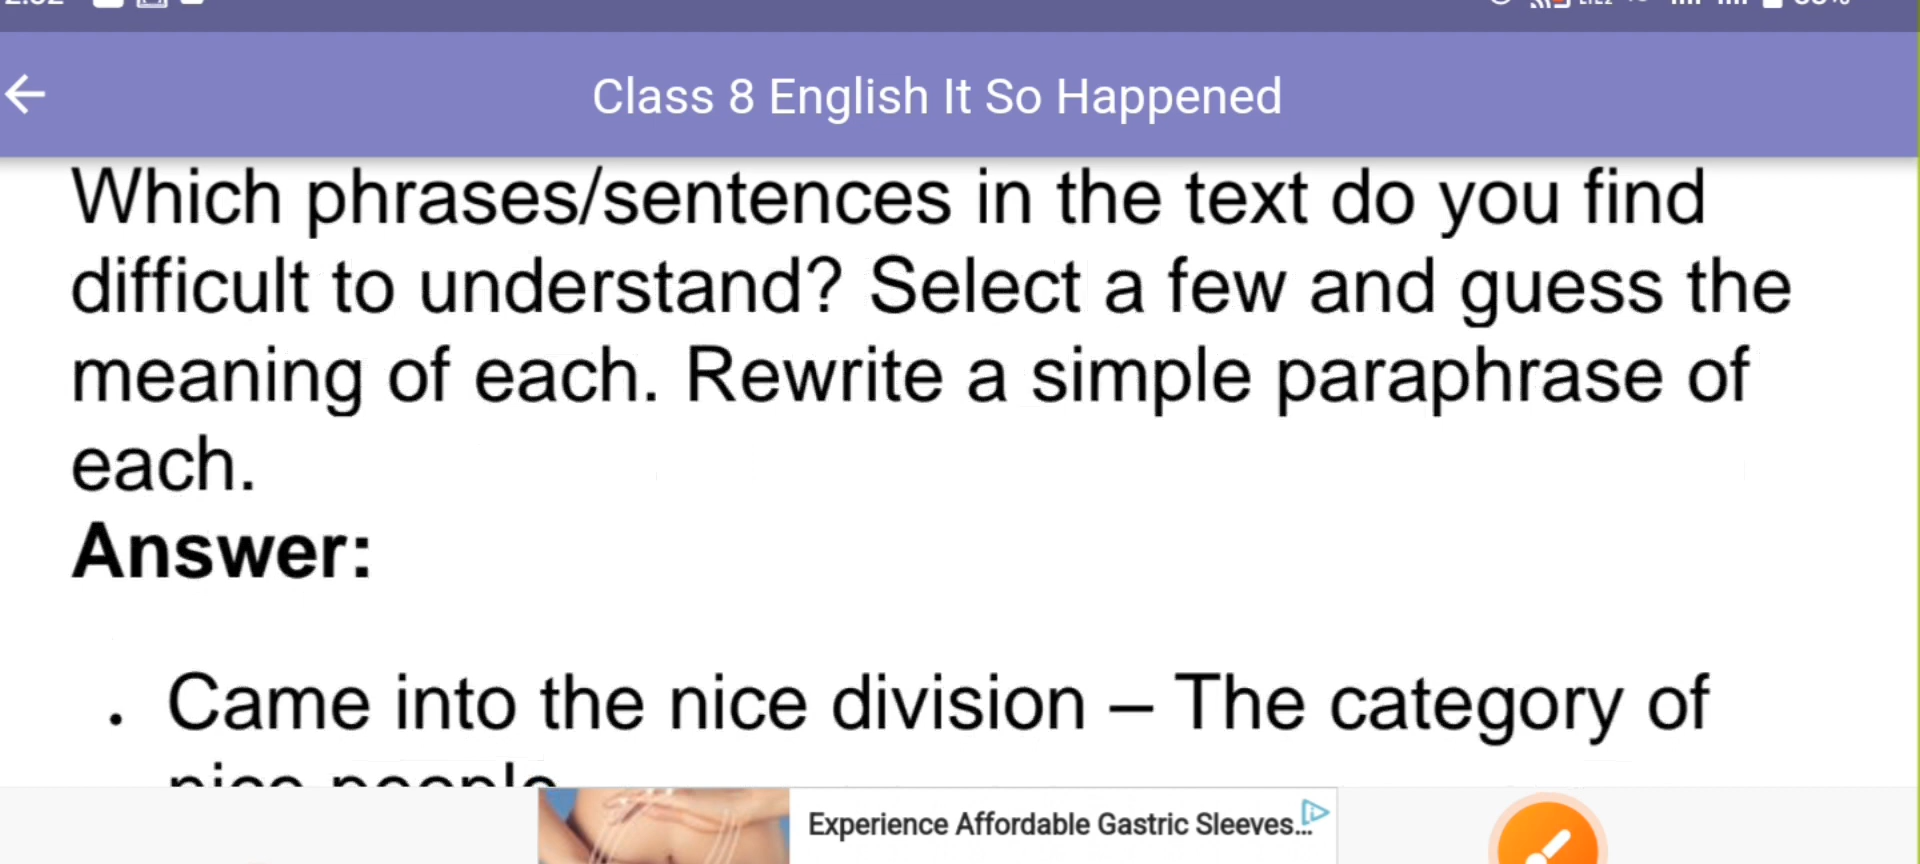 Class 8 English It So Happened
Which phrases/sentences in the text do you find
difficult to understand? Select a few and guess the
meaning of each. Rewrite a simple paraphrase of
each.
Answer:
. Came into the nice division – The category of
nice people
Experience Affordable Gastric Sleeves...